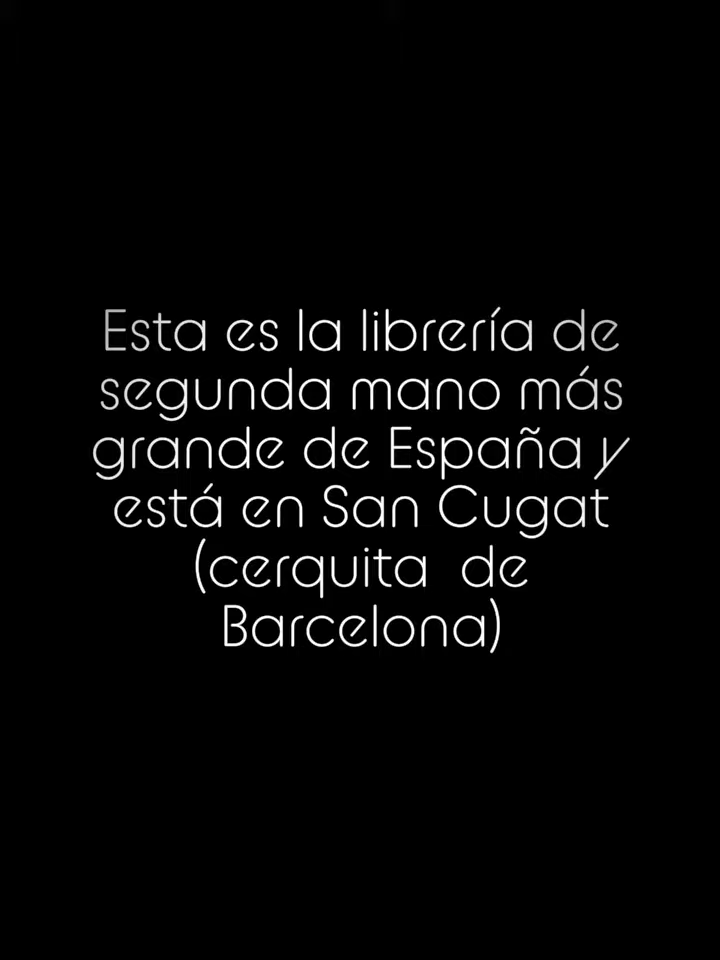 Esta es la librería de
segunda mano más
grande de España y
está en San Cugat
(cerquita de
Barcelona)